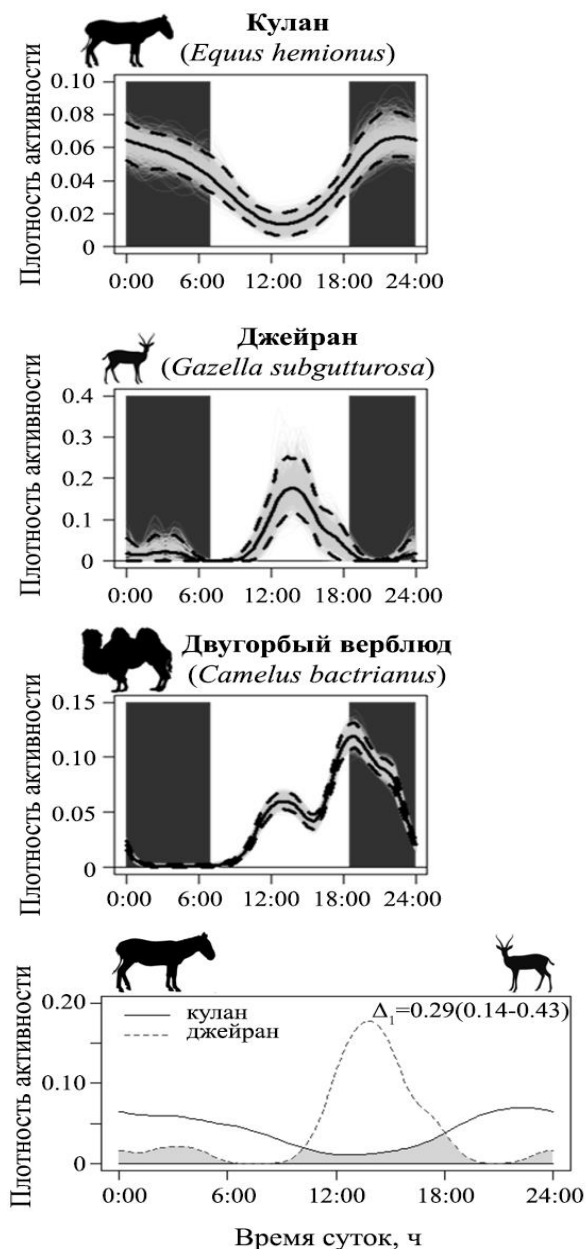 Кулан
(Equus hemionus)
Плотность активности
0.10
0.08
0.06
0.04
0.02
0
0:00 6:00 12:00 18:00 24:00
Джейран
(Gazella subgutturosa)
Плотность активности
0.4
0.3
0.2
0.1
0
0:00 6:00 12:00 18:00 24:00
Двугорбый верблюд
(Camelus bactrianus)
Плотность активности
0.15
0.10
0.05
0
0:00 6:00 12:00 18:00 24:00
Плотность активности
0.20
0.10
0
кулан
джейран
Δ₁=0.29(0.14-0.43)
0:00 6:00 12:00 18:00 24:00
Время суток, ч